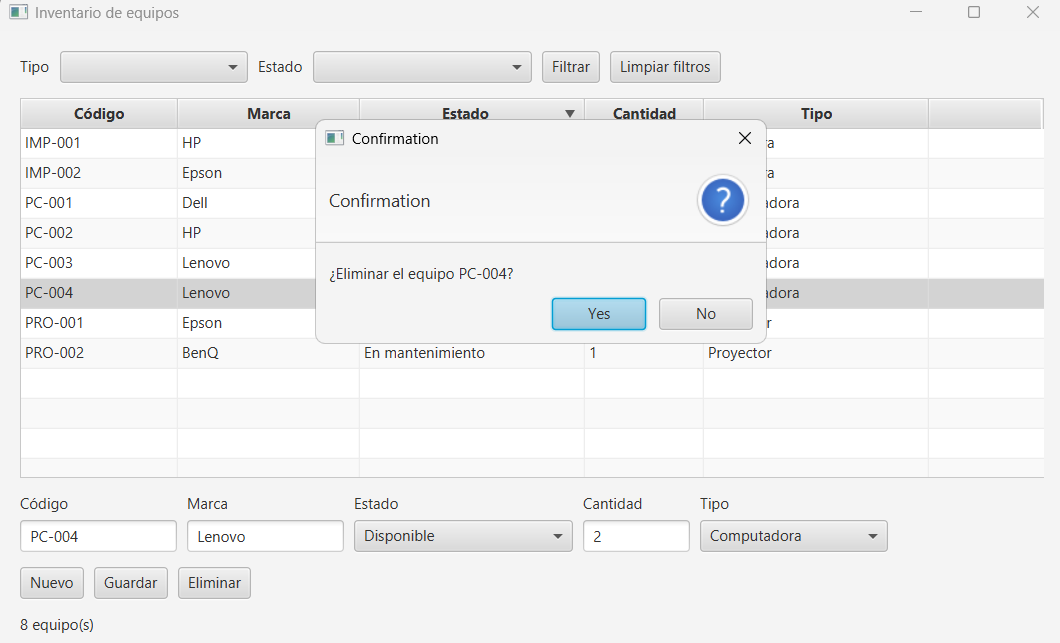 Inventario de equipos
Tipo Estado Filtrar Limpiar filtros
Código Marca Estado Cantidad Tipo
Confirmation
Confirmation
¿Eliminar el equipo PC-004?
Yes No
IMP-001 HP
IMP-002 Epson
PC-001 Dell
PC-002 HP
PC-003 Lenovo
PC-004 Lenovo
PRO-001 Epson
PRO-002 BenQ En mantenimiento 1 Proyector
Código Marca Estado Cantidad Tipo
PC-004 Lenovo Disponible 2 Computadora
Nuevo Guardar Eliminar
8 equipo(s)